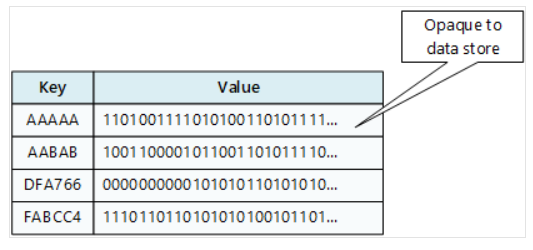 Opaque to
data store
Key Value
AAAAA 1101001111010100110101111...
AABAB 1001100001011001101011110...
DFA766 0000000000101010110101010...
FABCC4 1110110110101010100101101...